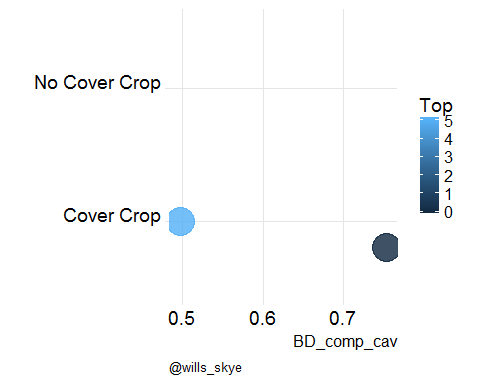 No Cover Crop
Cover Crop
0.5 0.6 0.7
BD_comp_cav
@wills_skye
Top
5
4
3
2
1
0